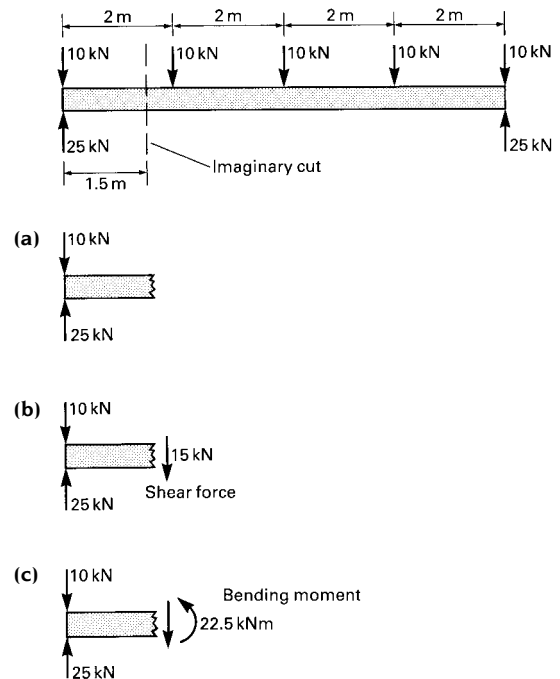 2 m 2 m 2 m 2 m
10 kN 10 kN 10 kN 10 kN 10 kN
25 kN 25 kN
Imaginary cut
1.5 m
(a) 10 kN
25 kN
(b) 10 kN
15 kN
Shear force
25 kN
(c) 10 kN
Bending moment
22.5 kNm
25 kN